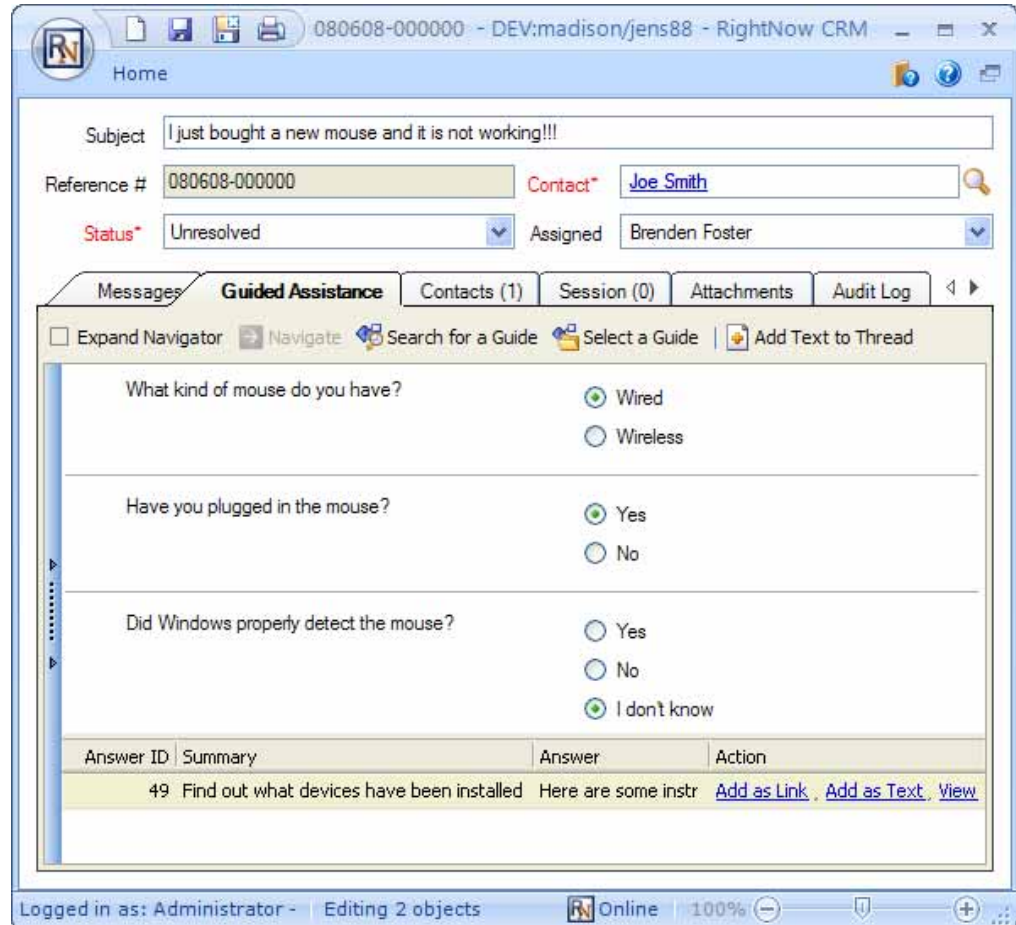 RN 080608-000000 - DEV:madison/jens88 - RightNow CRM
Home
Subject I just bought a new mouse and it is not working!!!
Reference # 080608-000000 Contact* Joe Smith
Status* Unresolved Assigned Brenden Foster
Messages Guided Assistance Contacts (1) Session (0) Attachments Audit Log
Expand Navigator Navigate Search for a Guide Select a Guide Add Text to Thread
What kind of mouse do you have? Wired
Wireless
Have you plugged in the mouse? Yes
No
Did Windows properly detect the mouse? Yes
No
I don't know
Answer ID Summary Answer Action
49 Find out what devices have been installed Here are some instr Add as Link , Add as Text , View
Logged in as: Administrator - Editing 2 objects RN Online 100%